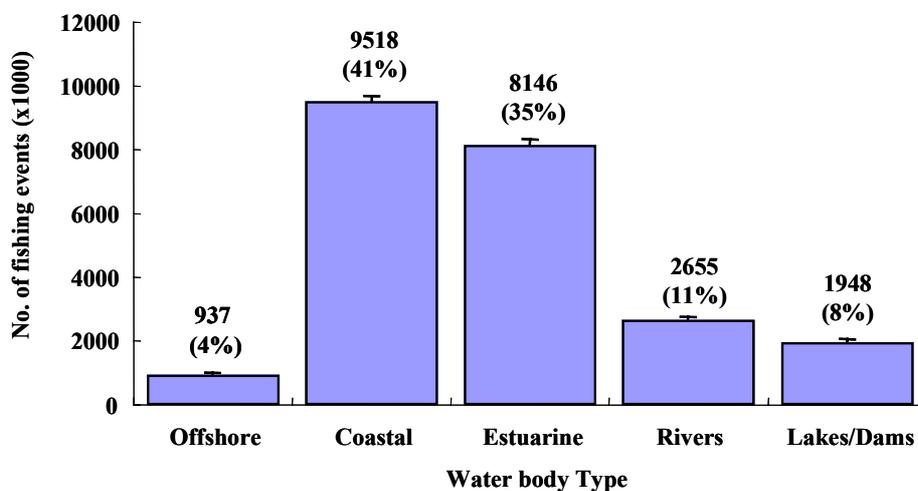 No. of fishing events (x1000)
12000
10000
8000
6000
4000
2000
0
937
(4%)
9518
(41%)
8146
(35%)
2655
(11%)
1948
(8%)
Offshore
Coastal
Estuarine
Rivers
Lakes/Dams
Water body Type